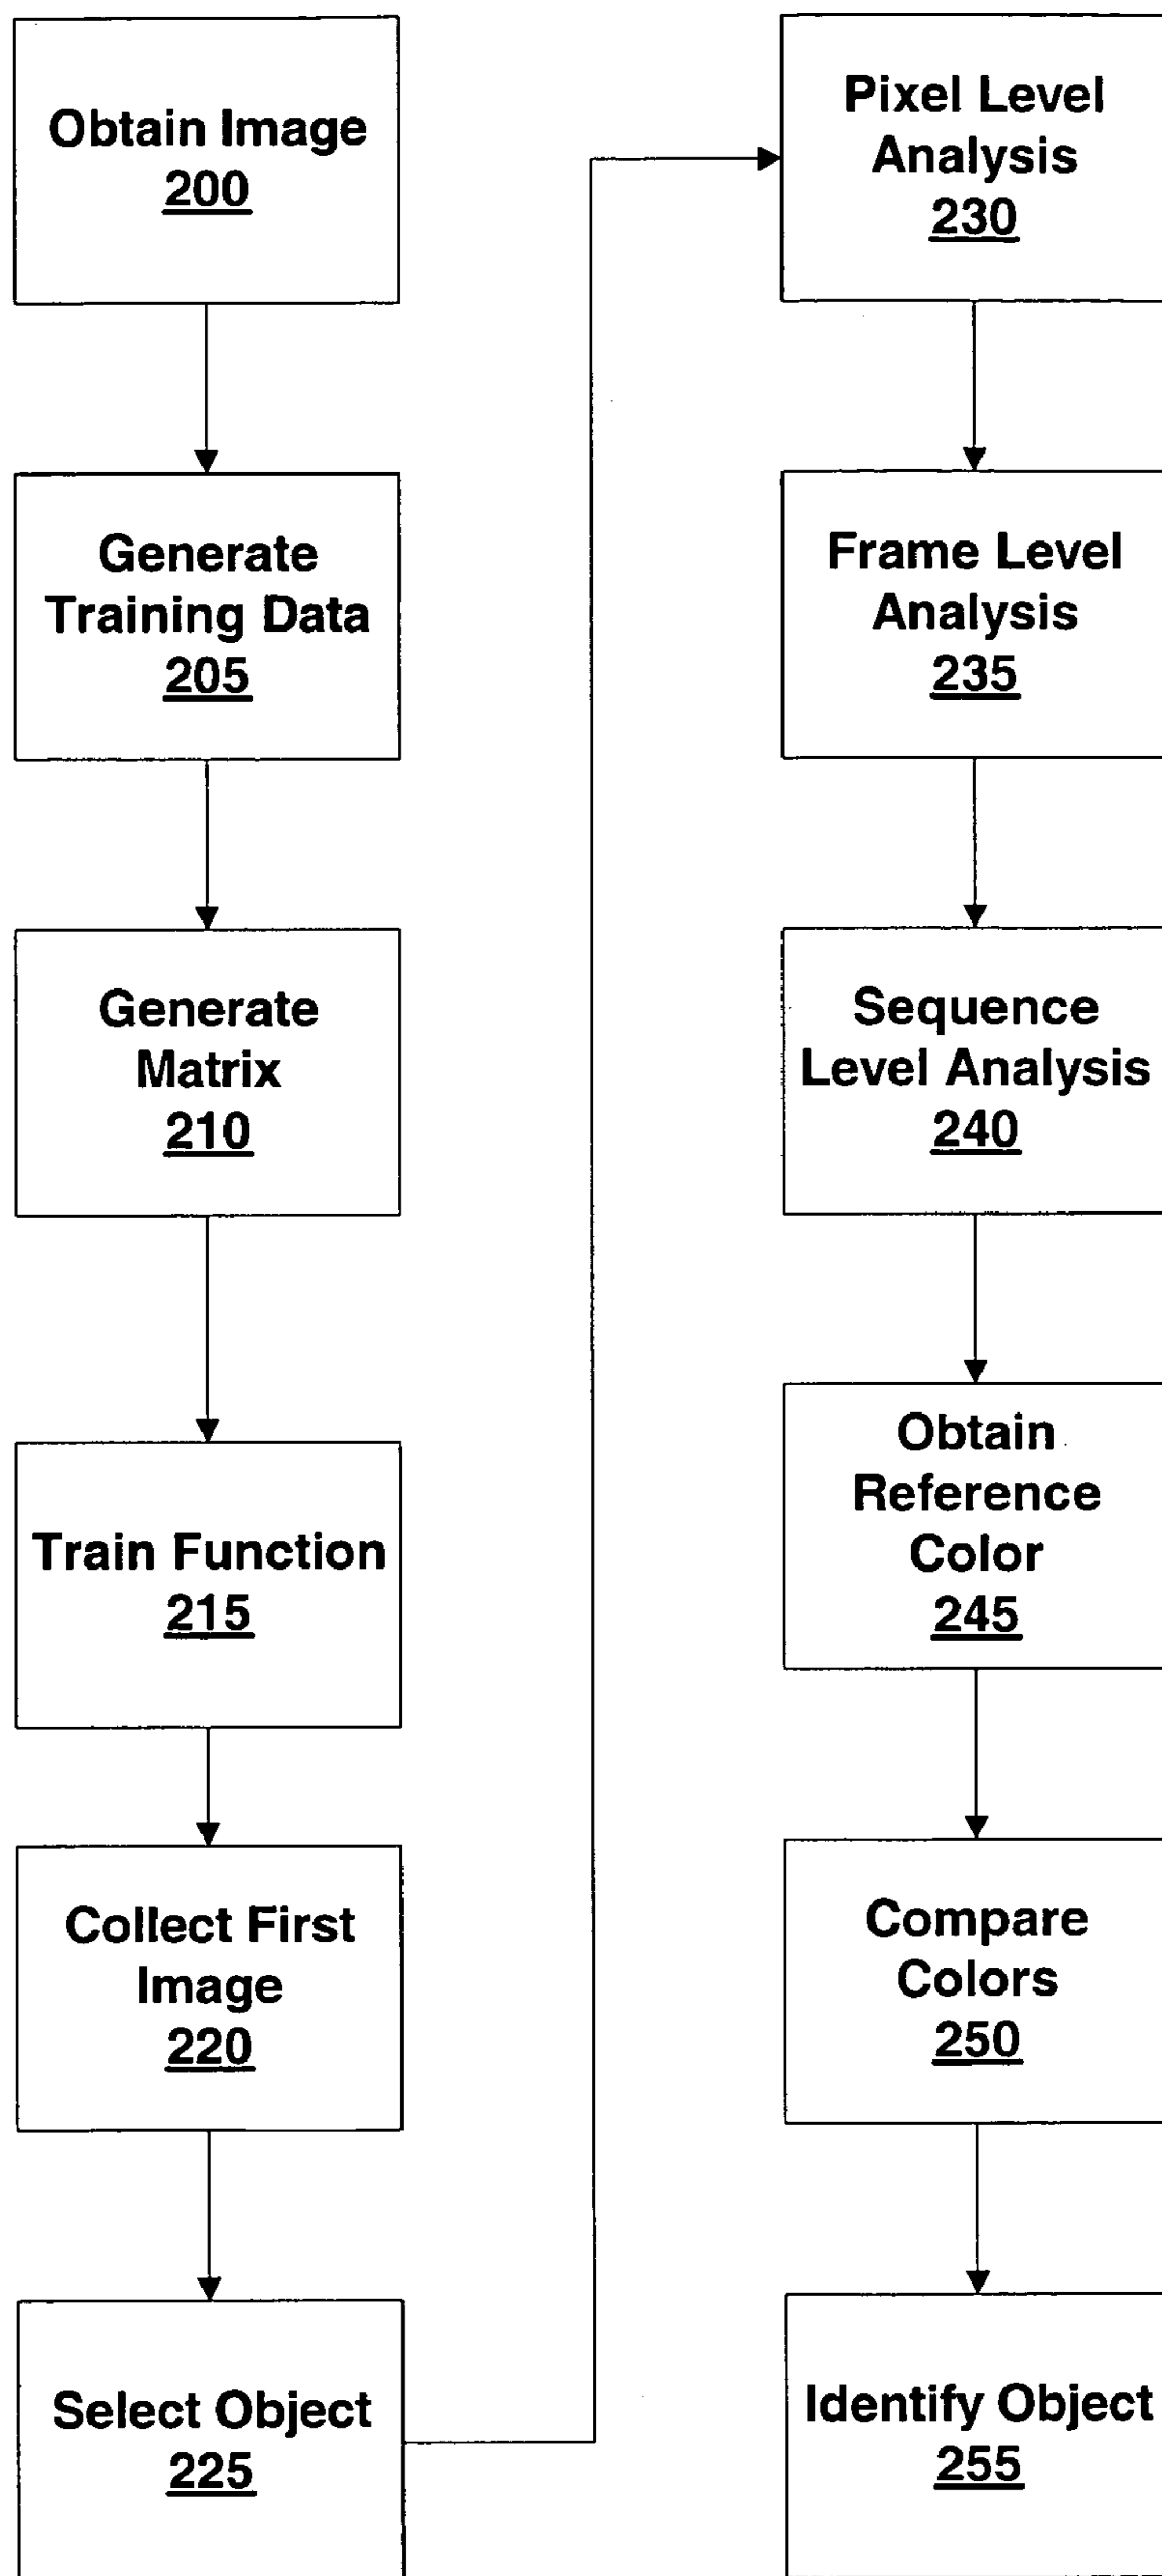 Obtain Image
200
Generate
Training Data
205
Generate
Matrix
210
Train Function
215
Collect First
Image
220
Select Object
225
Pixel Level
Analysis
230
Frame Level
Analysis
235
Sequence
Level Analysis
240
Obtain
Reference
Color
245
Compare
Colors
250
Identify Object
255